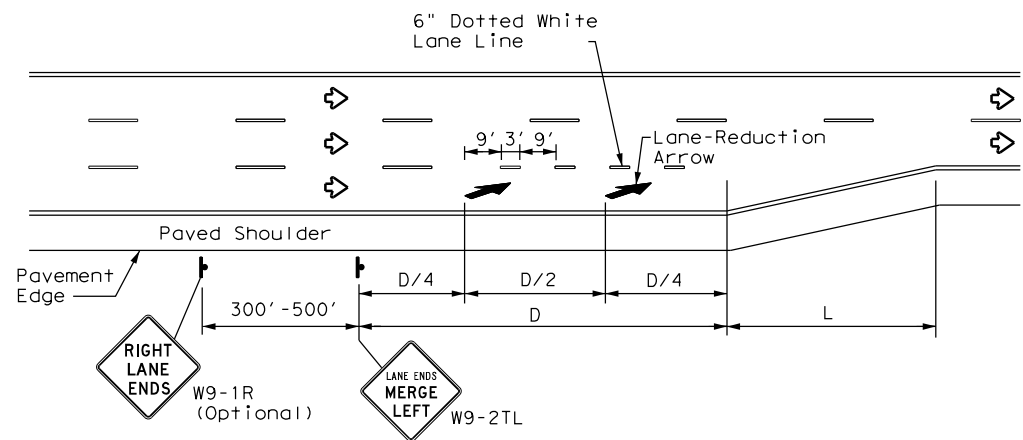 6" Dotted White
Lane Line
9' 3' 9'
Lane-Reduction
Arrow
Paved Shoulder
Pavement
Edge
D/4 D/2 D/4
300'-500' D L
RIGHT
LANE
ENDS
W9-1R
(Optional)
LANE ENDS
MERGE
LEFT
W9-2TL